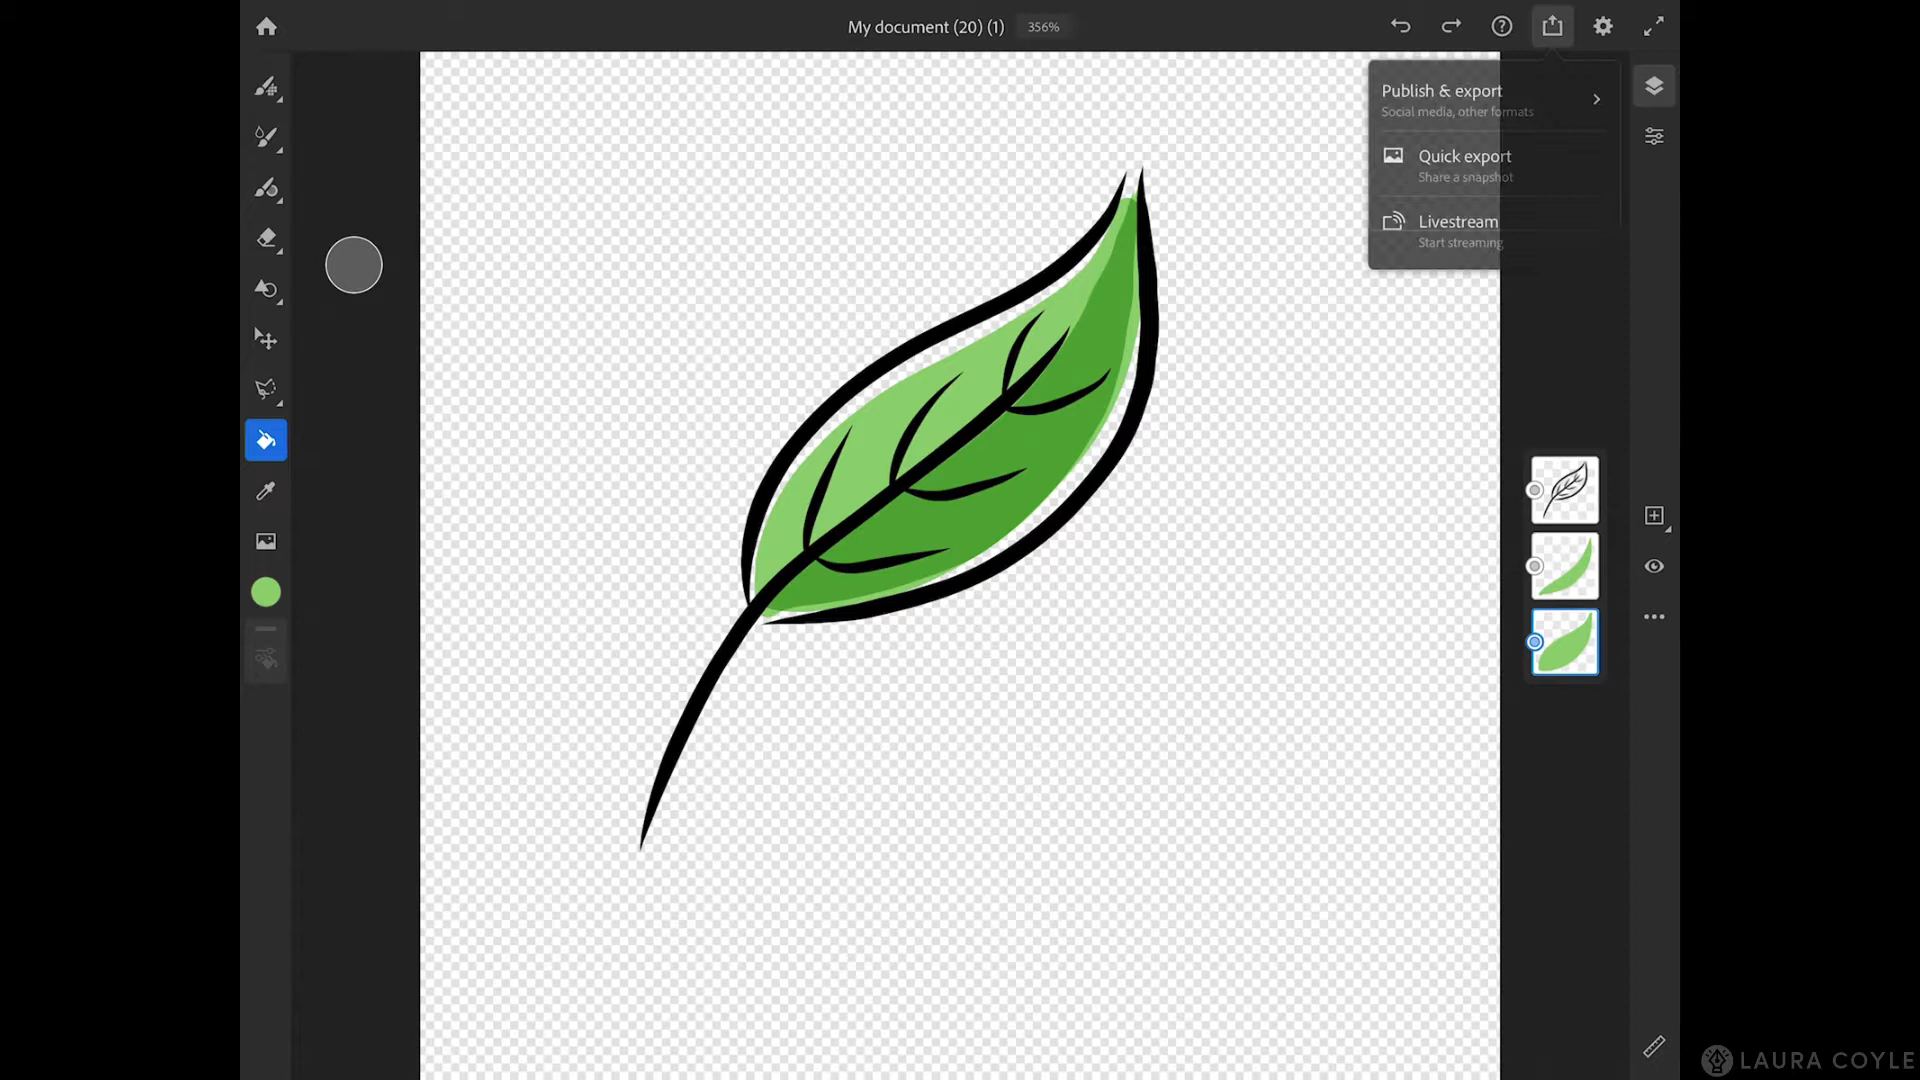 My document (20) (1) 356%
Publish & export
Social media, other formats
Quick export
Share a snapshot
Livestream
Start streaming
LAURA COYLE